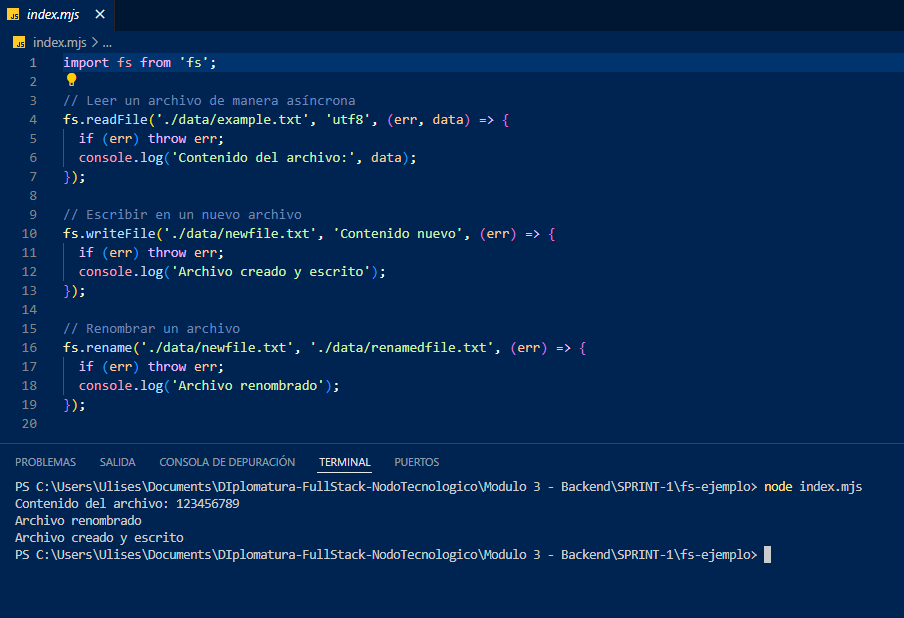 JS index.mjs ×
JS index.mjs > ...
1 import fs from 'fs';
2
3 // Leer un archivo de manera asíncrona
4 fs.readFile('./data/example.txt', 'utf8', (err, data) => {
5 if (err) throw err;
6 console.log('Contenido del archivo:', data);
7 });
8
9 // Escribir en un nuevo archivo
10 fs.writeFile('./data/newfile.txt', 'Contenido nuevo', (err) => {
11 if (err) throw err;
12 console.log('Archivo creado y escrito');
13 });
14
15 // Renombrar un archivo
16 fs.rename('./data/newfile.txt', './data/renamedfile.txt', (err) => {
17 if (err) throw err;
18 console.log('Archivo renombrado');
19 });
20
PROBLEMAS SALIDA CONSOLA DE DEPURACIÓN TERMINAL PUERTOS
PS C:\Users\Ulises\Documents\DIplomatura-FullStack-NodoTecnologico\Modulo 3 - Backend\SPRINT-1\fs-ejemplo> node index.mjs
Contenido del archivo: 123456789
Archivo renombrado
Archivo creado y escrito
PS C:\Users\Ulises\Documents\DIplomatura-FullStack-NodoTecnologico\Modulo 3 - Backend\SPRINT-1\fs-ejemplo>